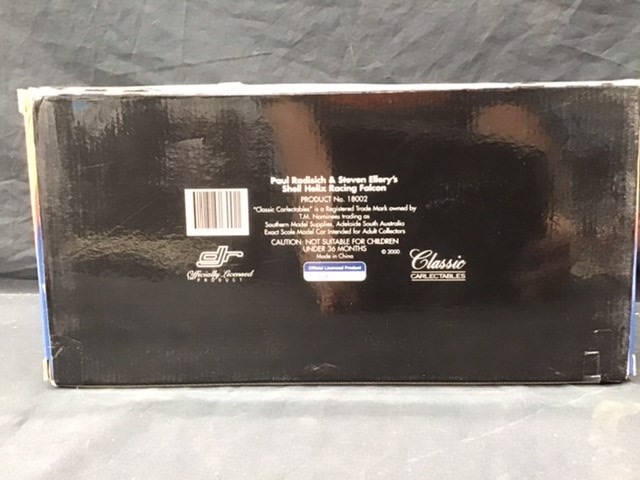 Paul Radisich & Steven Ellery's
Shell Helix Racing Falcon
PRODUCT No. 18002
"Classic Carlectables" is a Registered Trade Mark owned by
T.M. Nominees trading as
Southern Model Supplies, Adelaide South Australia
Exact Scale Model Car Intended for Adult Collectors
CAUTION: NOT SUITABLE FOR CHILDREN
UNDER 36 MONTHS
Made in China
© 2000
djr
Officially Licensed
PRODUCT
Official Licensed Product
Classic
CARLECTABLES